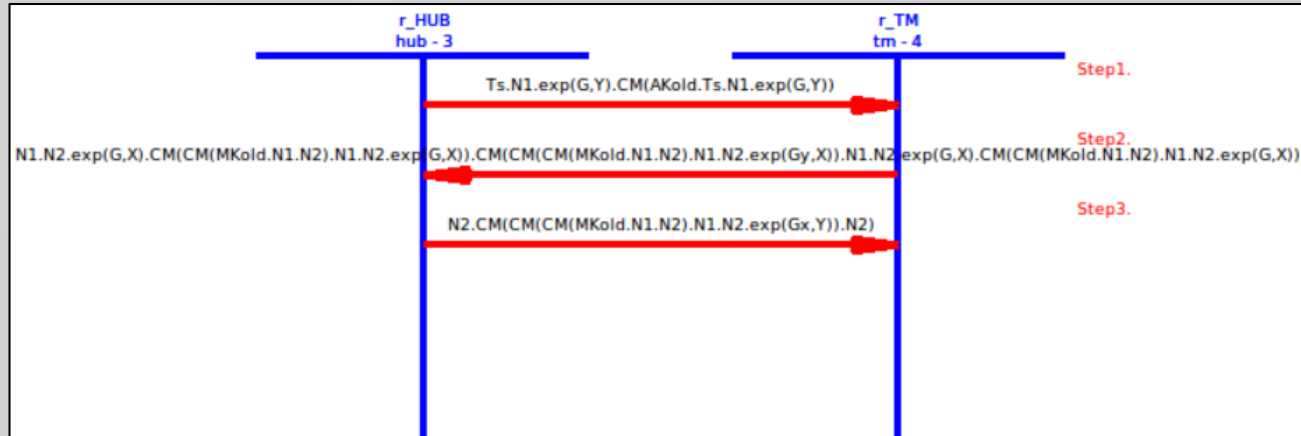 r_HUB
hub - 3
r_TM
tm - 4
Step1.
Ts.N1.exp(G,Y).CM(AKold.Ts.N1.exp(G,Y))
Step2.
N1.N2.exp(G,X).CM(CM(MKold.N1.N2).N1.N2.exp(G,X)).CM(CM(CM(MKold.N1.N2).N1.N2.exp(Gy,X)).N1.N2.exp(G,X).CM(CM(MKold.N1.N2).N1.N2.exp(G,X))
Step3.
N2.CM(CM(CM(MKold.N1.N2).N1.N2.exp(Gx,Y)).N2)